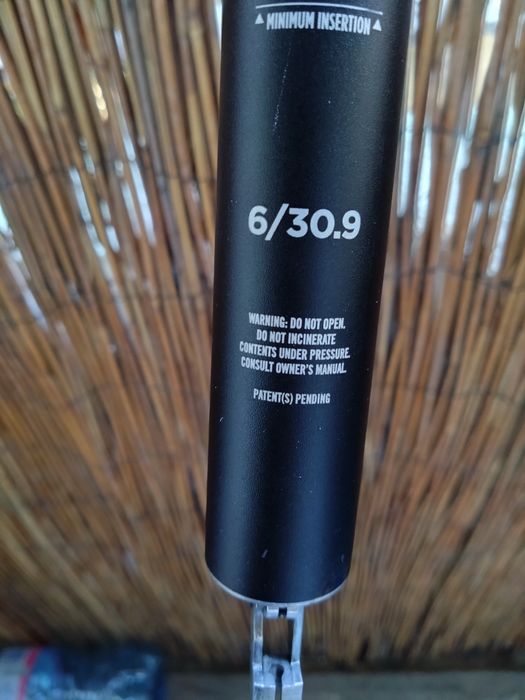 ▲ MINIMUM INSERTION ▲
6/30.9
WARNING: DO NOT OPEN.
DO NOT INCINERATE
CONTENTS UNDER PRESSURE.
CONSULT OWNER'S MANUAL.
PATENT(S) PENDING